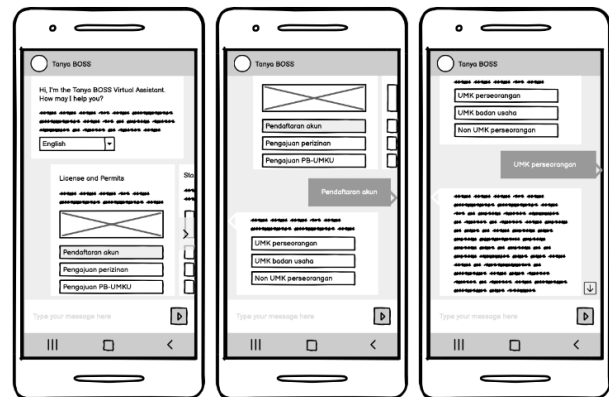 Tanya BOSS
Hi, I'm the Tanya BOSS Virtual Assistant.
How may I help you?
English
License and Permits
Pendaftaran akun
Pengajuan perizinan
Pengajuan PB-UMKU
Type your message here
Tanya BOSS
Pendaftaran akun
Pengajuan perizinan
Pengajuan PB-UMKU
Pendaftaran akun
UMK perseorangan
UMK badan usaha
Non UMK perseorangan
Type your message here
Tanya BOSS
UMK perseorangan
UMK badan usaha
Non UMK perseorangan
UMK perseorangan
Type your message here